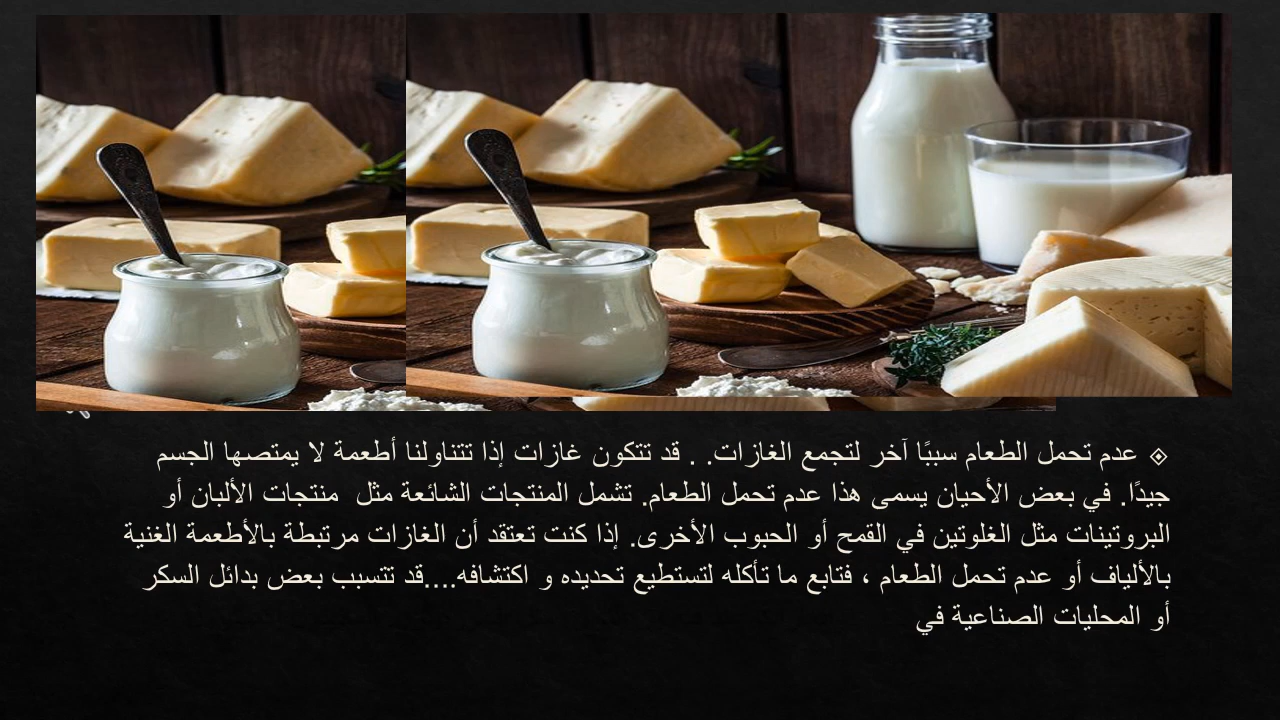 عدم تحمل الطعام سببًا آخر لتجمع الغازات. . قد تتكون غازات إذا تتناولنا أطعمة لا يمتصها الجسم
جيدًا. في بعض الأحيان يسمى هذا عدم تحمل الطعام. تشمل المنتجات الشائعة مثل منتجات الألبان أو
البروتينات مثل الغلوتين في القمح أو الحبوب الأخرى. إذا كنت تعتقد أن الغازات مرتبطة بالأطعمة الغنية
بالألياف أو عدم تحمل الطعام ، فتابع ما تأكله لتستطيع تحديده و اكتشافه....قد تتسبب بعض بدائل السكر
أو المحليات الصناعية في